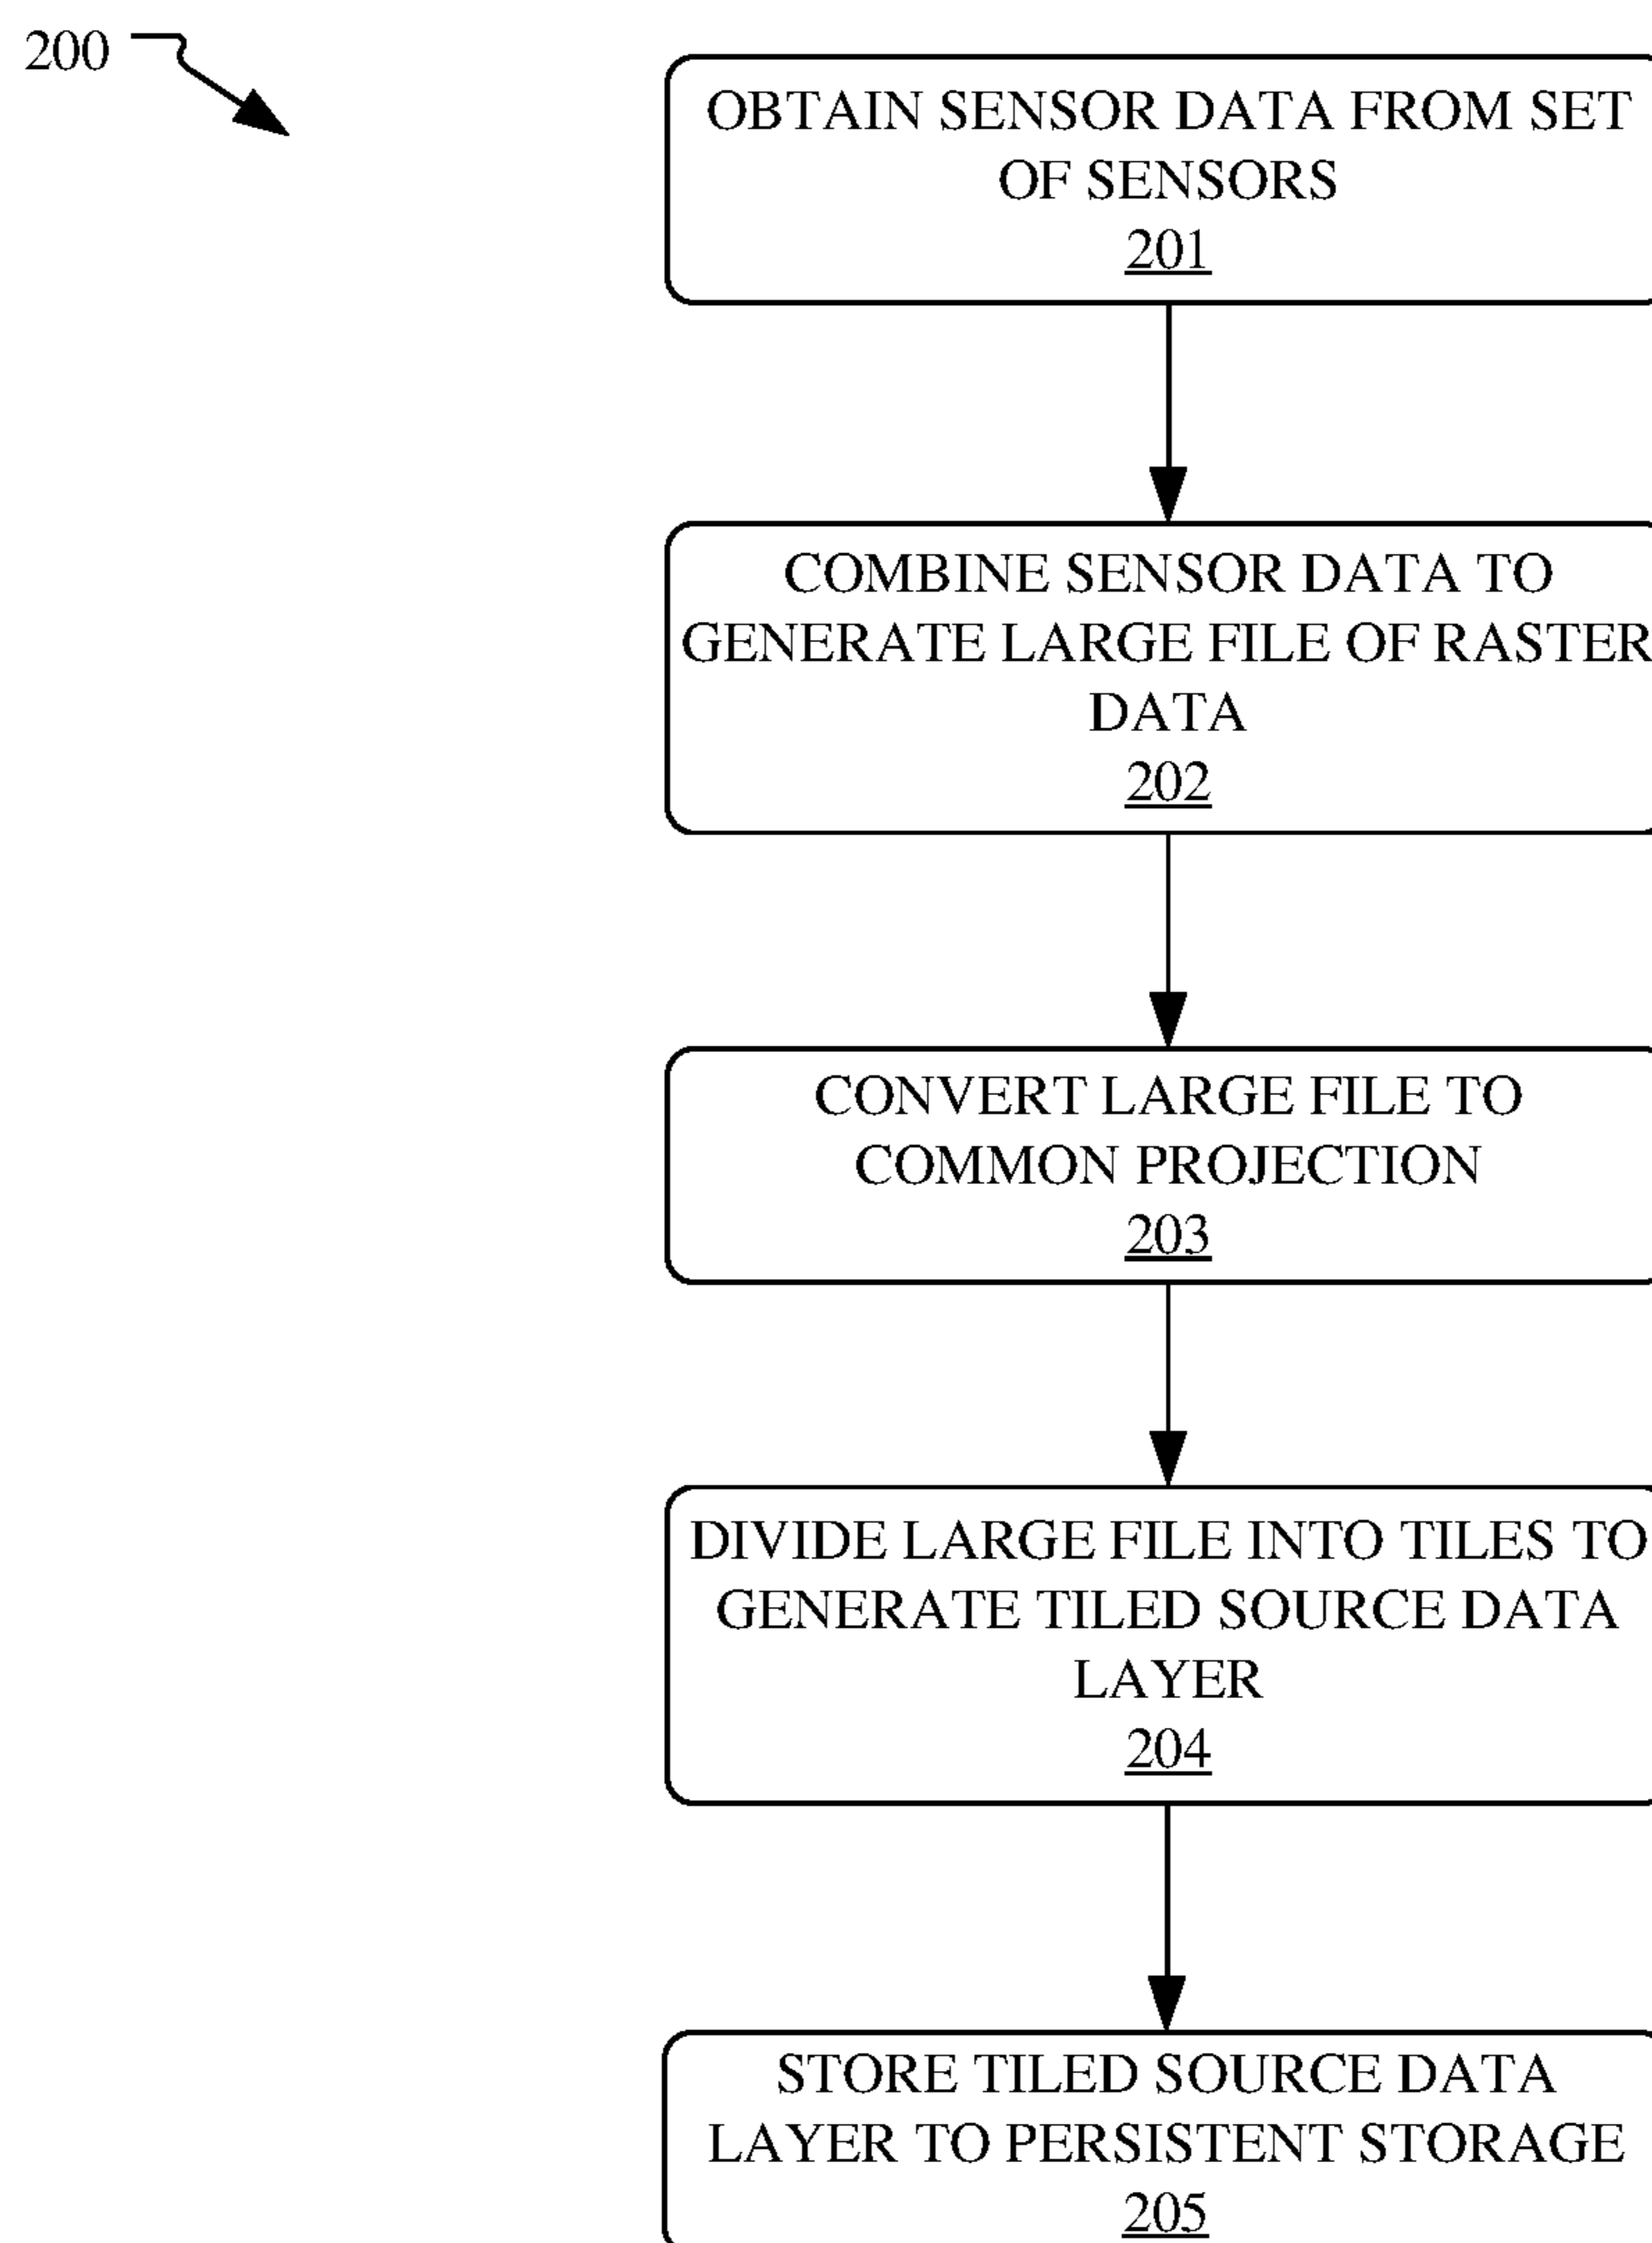 200
OBTAIN SENSOR DATA FROM SET
OF SENSORS
201
COMBINE SENSOR DATA TO
GENERATE LARGE FILE OF RASTER
DATA
202
CONVERT LARGE FILE TO
COMMON PROJECTION
203
DIVIDE LARGE FILE INTO TILES TO
GENERATE TILED SOURCE DATA
LAYER
204
STORE TILED SOURCE DATA
LAYER TO PERSISTENT STORAGE
205